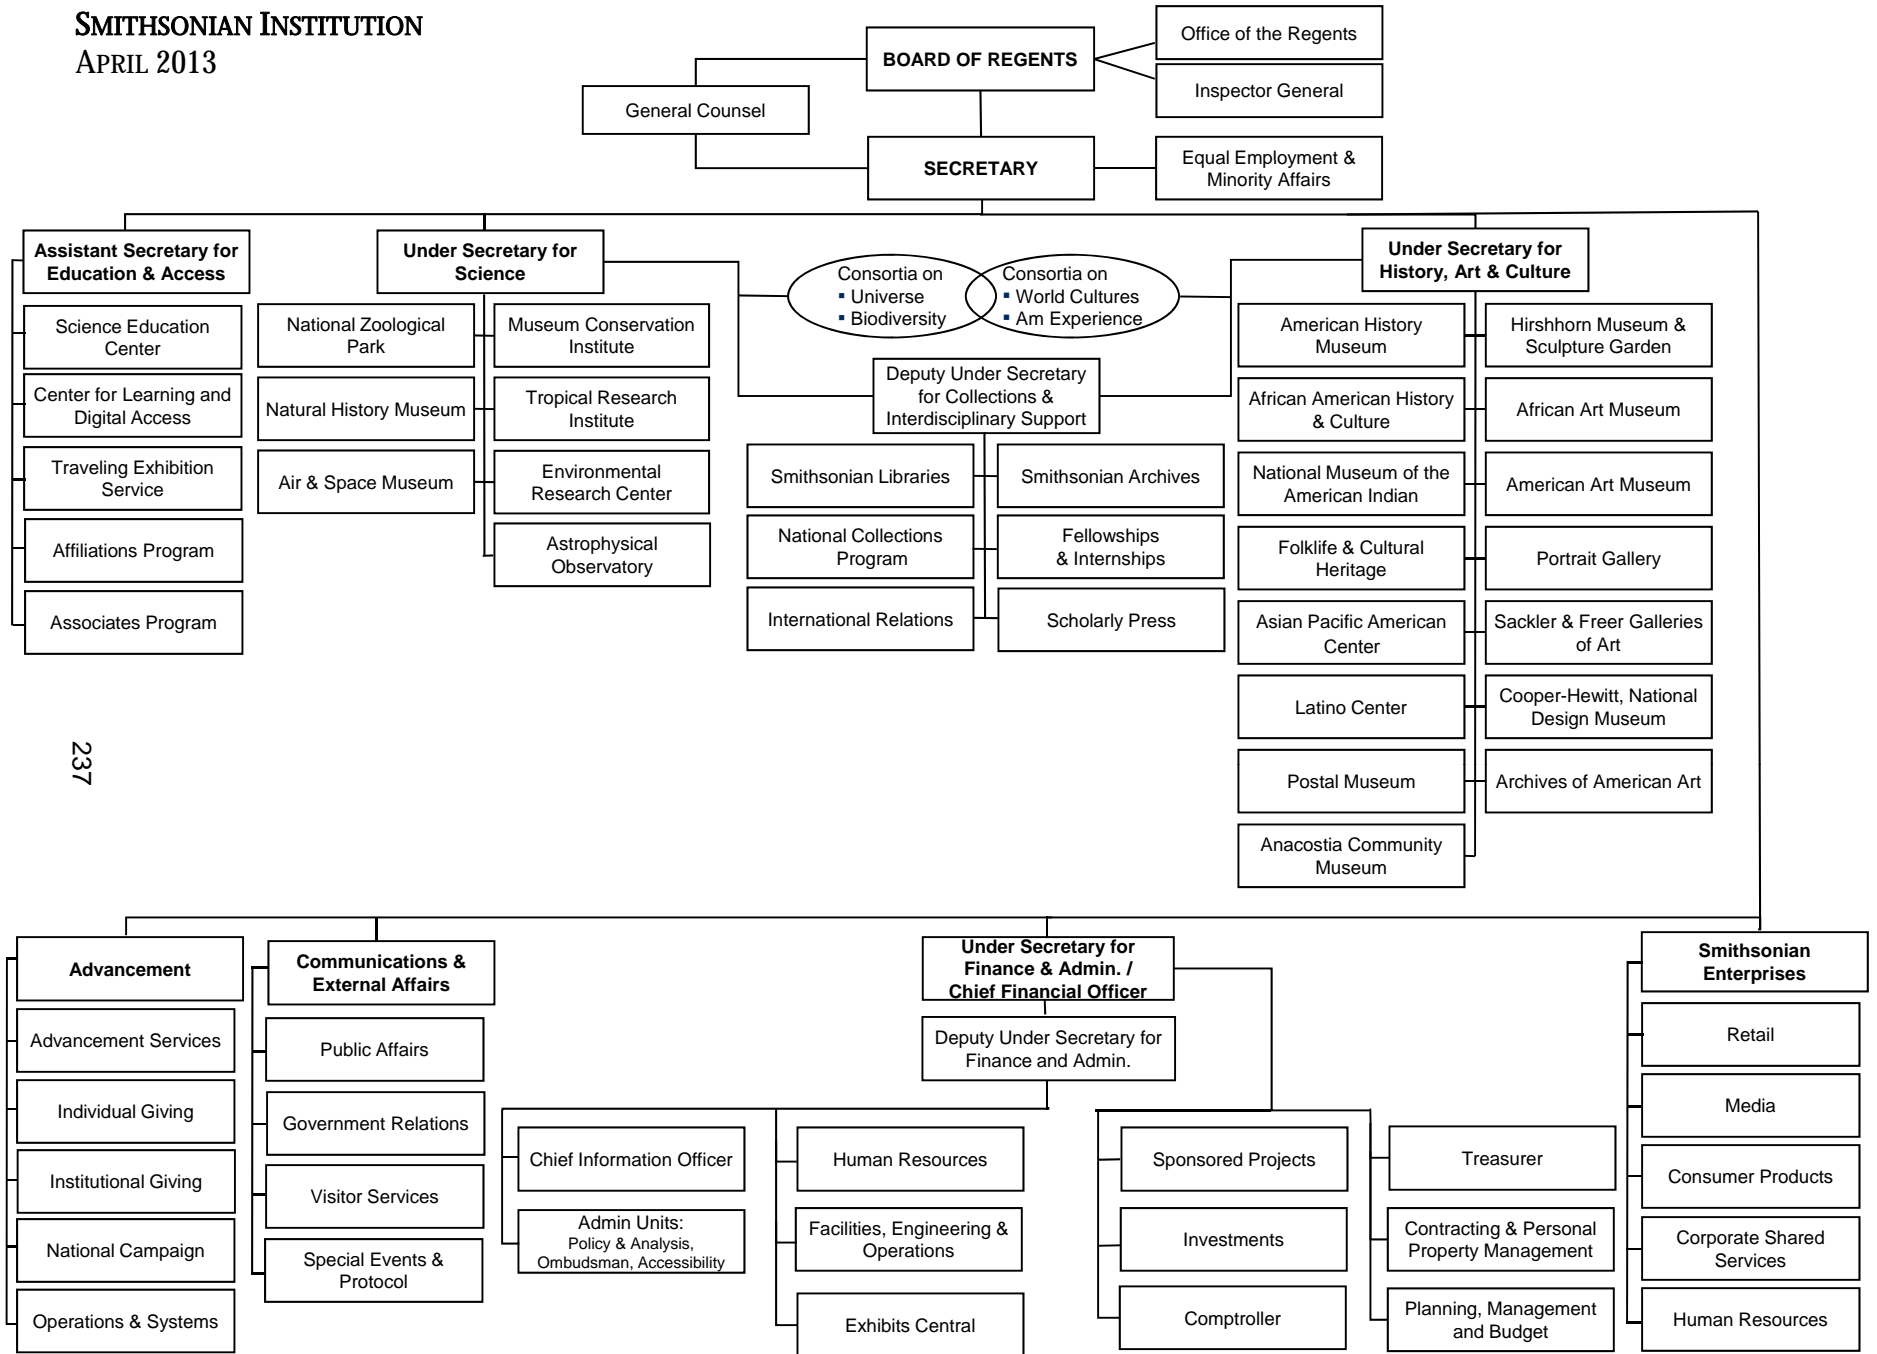 SMITHSONIAN INSTITUTION
APRIL 2013
BOARD OF REGENTS
Office of the Regents
Inspector General
General Counsel
SECRETARY
Equal Employment &
Minority Affairs
Assistant Secretary for
Education & Access
Science Education
Center
Center for Learning and
Digital Access
Traveling Exhibition
Service
Affiliations Program
Associates Program
Under Secretary for
Science
National Zoological
Park
Museum Conservation
Institute
Natural History Museum
Tropical Research
Institute
Air & Space Museum
Environmental
Research Center
Astrophysical
Observatory
Consortia on
▪ Universe
▪ Biodiversity
Consortia on
▪ World Cultures
▪ Am Experience
Deputy Under Secretary
for Collections &
Interdisciplinary Support
Smithsonian Libraries
Smithsonian Archives
National Collections
Program
Fellowships
& Internships
International Relations
Scholarly Press
Under Secretary for
History, Art & Culture
American History
Museum
Hirshhorn Museum &
Sculpture Garden
African American History
& Culture
African Art Museum
National Museum of the
American Indian
American Art Museum
Folklife & Cultural
Heritage
Portrait Gallery
Asian Pacific American
Center
Sackler & Freer Galleries
of Art
Latino Center
Cooper-Hewitt, National
Design Museum
Postal Museum
Archives of American Art
Anacostia Community
Museum
237
Advancement
Advancement Services
Individual Giving
Institutional Giving
National Campaign
Operations & Systems
Communications &
External Affairs
Public Affairs
Government Relations
Visitor Services
Special Events &
Protocol
Under Secretary for
Finance & Admin. /
Chief Financial Officer
Deputy Under Secretary for
Finance and Admin.
Chief Information Officer
Admin Units:
Policy & Analysis,
Ombudsman, Accessibility
Human Resources
Facilities, Engineering &
Operations
Exhibits Central
Sponsored Projects
Investments
Comptroller
Treasurer
Contracting & Personal
Property Management
Planning, Management
and Budget
Smithsonian
Enterprises
Retail
Media
Consumer Products
Corporate Shared
Services
Human Resources